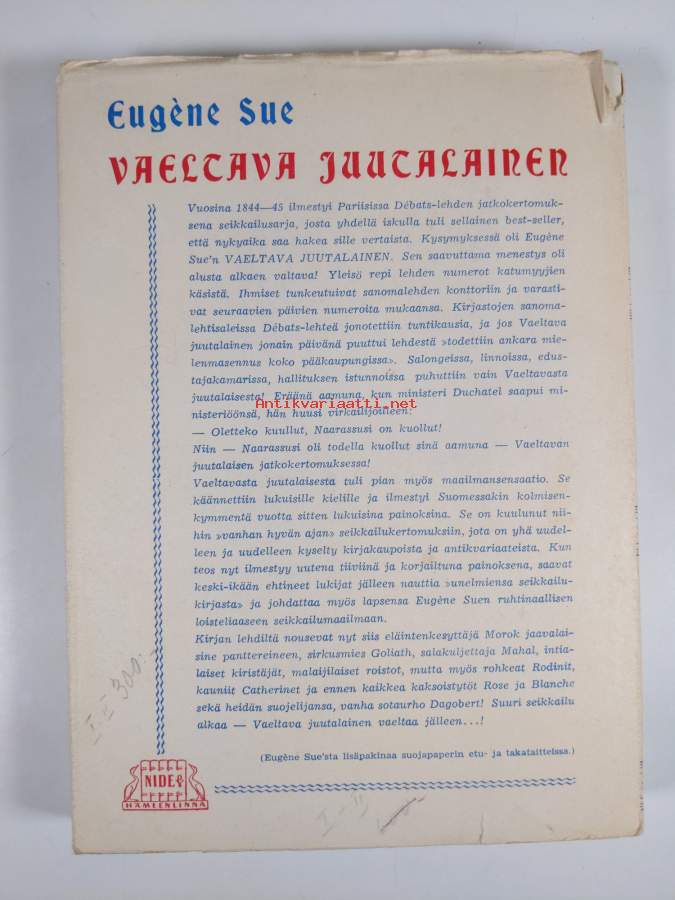 Eugène Sue
VAELTAVA JUUTALAINEN
Vuosina 1844—45 ilmestyi Pariisissa Débats-lehden jatkokertomuk-
sena seikkailusarja, josta yhdellä iskulla tuli sellainen best-seller,
että nykyaika saa hakea sille vertaista. Kysymyksessä oli Eugène
Sue'n VAELTAVA JUUTALAINEN. Sen saavuttama menestys oli
alusta alkaen valtava! Yleisö repi lehden numerot katumyyjien
käsistä. Ihmiset tunkeutuivat sanomalehden konttoriin ja varasti-
vat seuraavien päivien numeroita mukaansa. Kirjastojen sanoma-
lehtisaleissa Débats-lehteä jonotettiin tuntikausia, ja jos Vaeltava
juutalainen jonain päivänä puuttui lehdestä »todettiin ankara mie-
lenmasennus koko pääkaupungissa». Salongeissa, linnoissa, edus-
tajakamarissa, hallituksen istunnoissa puhuttiin vain Vaeltavasta
juutalaisesta! Eräänä aamuna, kun ministeri Duchatel saapui mi-
Antikvariaatti.net
nisteriöönsä, hän huusi virkailijoilleen:
— Oletteko kuullut, Naarassusi on kuollut!
Niin — Naarassusi oli todella kuollut sinä aamuna — Vaeltavan
juutalaisen jatkokertomuksessa!
Vaeltavasta juutalaisesta tuli pian myös maailmansensaatio. Se
käännettiin lukuisille kielille ja ilmestyi Suomessakin kolmisen-
kymmentä vuotta sitten lukuisina painoksina. Se on kuulunut nii-
hin »vanhan hyvän ajan» seikkailukertomuksiin, jota on yhä uudel-
leen ja uudelleen kyselty kirjakaupoista ja antikvariaateista. Kun
teos nyt ilmestyy uutena tiiviinä ja korjailtuna painoksena, saavat
keski-ikään ehtineet lukijat jälleen nauttia »unelmiensa seikkailu-
kirjasta» ja johdattaa myös lapsensa Eugène Suen ruhtinaallisen
loisteliaaseen seikkailumaailmaan.
Kirjan lehdiltä nousevat nyt siis eläintenkesyttäjä Morok jaavalai-
sine panttereineen, sirkusmies Goliath, salakuljettaja Mahal, intia-
laiset kiristäjät, malaijilaiset roistot, mutta myös rohkeat Rodinit,
kauniit Catherinet ja ennen kaikkea kaksoistytöt Rose ja Blanche
sekä heidän suojelijansa, vanha sotaurho Dagobert! Suuri seikkailu
alkaa — Vaeltava juutalainen vaeltaa jälleen...!
(Eugène Sue'sta lisäpakinaa suojapaperin etu- ja takataitteissa.)
I-II 300:-
NIDE
HÄMEENLINNA
I-II